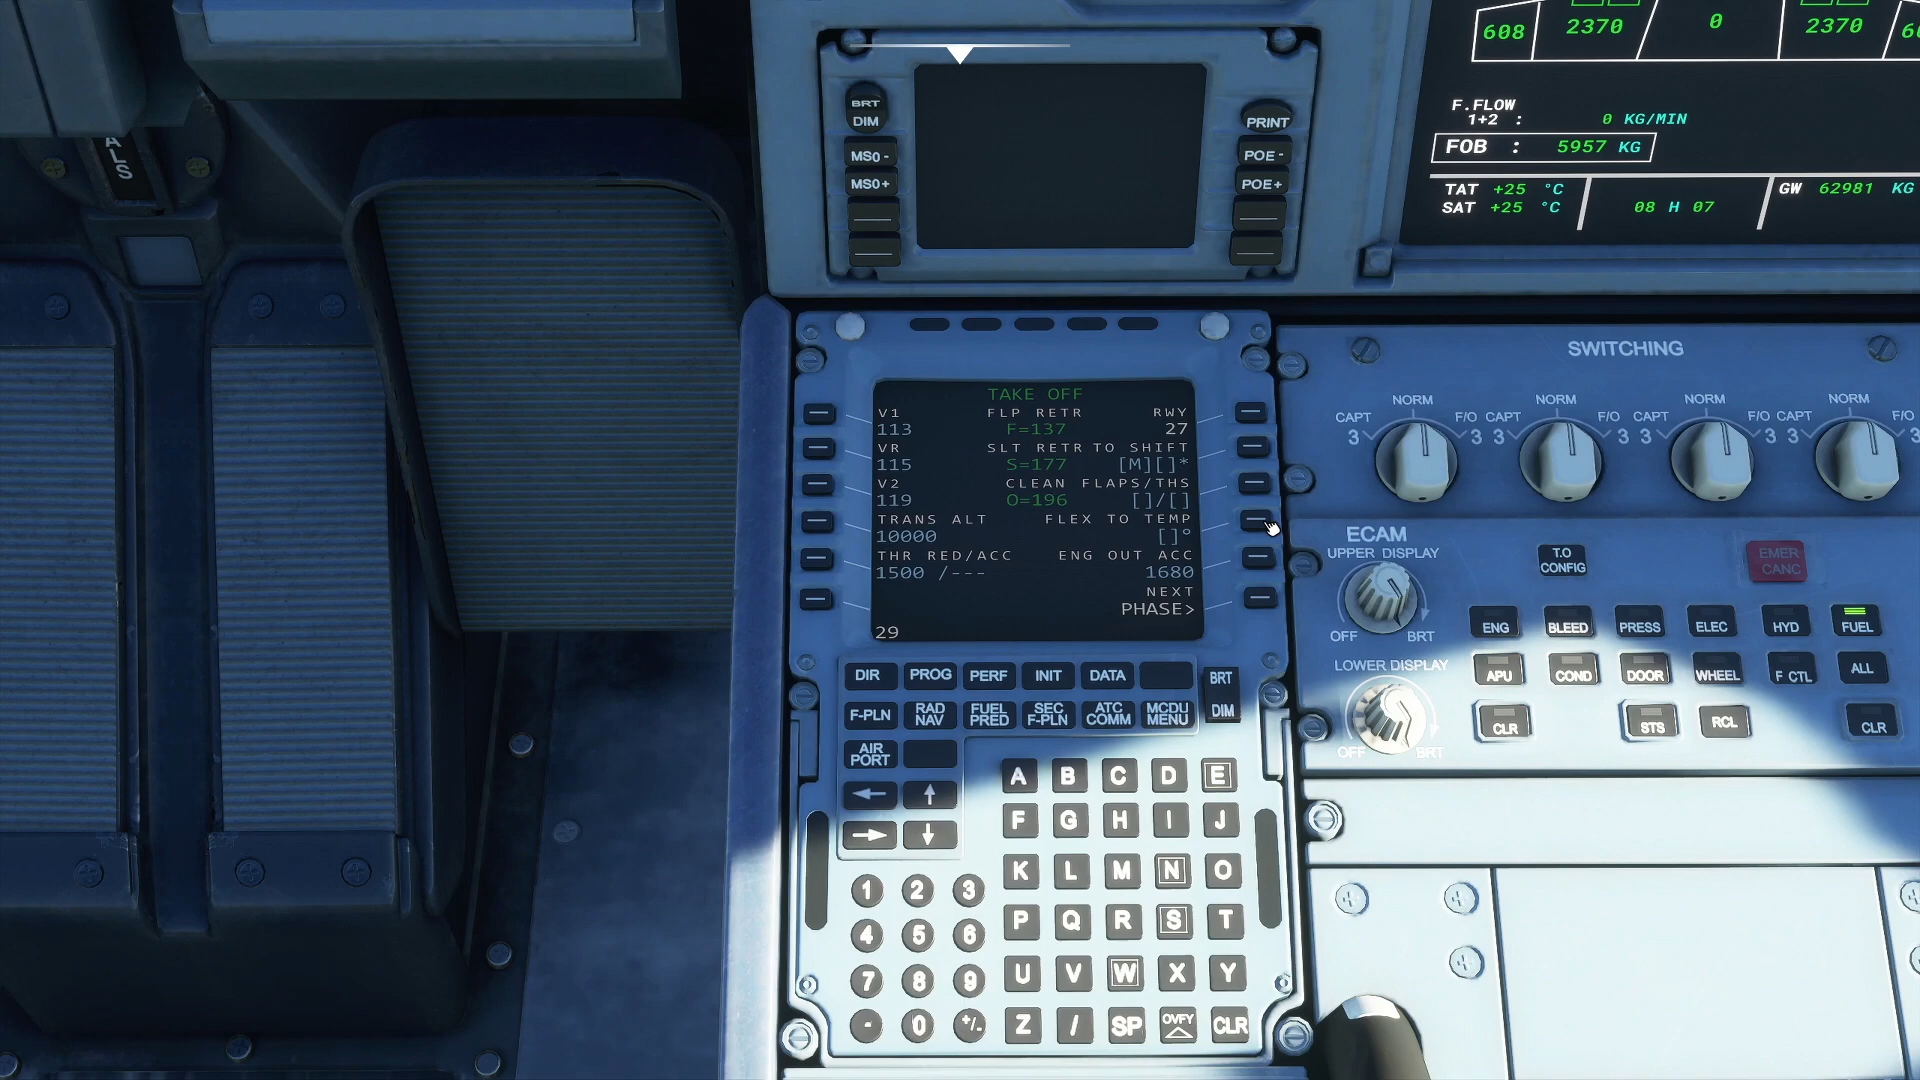 608 2370 0 2370
F.FLOW
1+2 : 0 KG/MIN
FOB : 5957 KG
TAT +25 °C
SAT +25 °C
08 H 07
GW 62981 KG
BRT
DIM
MS0 -
MS0+
PRINT
POE -
POE+
ALS
TAKE OFF
V1 FLP RETR RWY
113 F=137 27
VR SLT RETR TO SHIFT
115 S=177 [M][]*
V2 CLEAN FLAPS/THS
119 O=196 []/[]
TRANS ALT FLEX TO TEMP
10000 []°
THR RED/ACC ENG OUT ACC
1500 /--- 1680
NEXT
PHASE>
29
DIR PROG PERF INIT DATA
BRT
DIM
F-PLN
RAD NAV
FUEL PRED
SEC F-PLN
ATC COMM
MCDU MENU
AIR PORT
← ↑
→ ↓
A B C D E
F G H I J
K L M N O
P Q R S T
U V W X Y
Z / SP OVFY CLR
1 2 3
4 5 6
7 8 9
- 0 +/-
SWITCHING
NORM NORM NORM NORM
CAPT 3 F/O 3 CAPT 3 F/O 3 CAPT 3 F/O 3 CAPT 3 F/O 3
ECAM
UPPER DISPLAY
OFF BRT
T.O CONFIG
EMER CANC
ENG BLEED PRESS ELEC HYD FUEL
LOWER DISPLAY
OFF BRT
APU COND DOOR WHEEL F CTL ALL
CLR STS RCL CLR